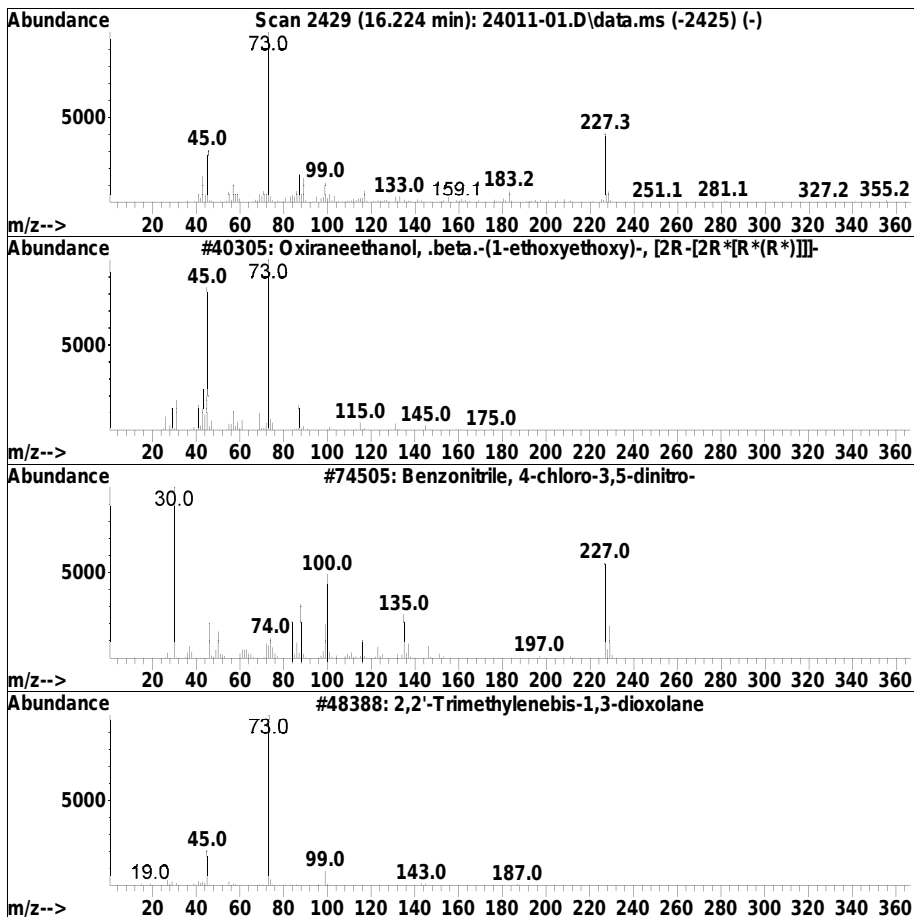 Abundance Scan 2429 (16.224 min): 24011-01.D\data.ms (-2425) (-)
73.0
5000
45.0 227.3
99.0
133.0 159.1 183.2 251.1 281.1 327.2 355.2
m/z--> 20 40 60 80 100 120 140 160 180 200 220 240 260 280 300 320 340 360
Abundance #40305: Oxiraneethanol, .beta.-(1-ethoxyethoxy)-, [2R-[2R*[R*(R*)]]]-
45.0 73.0
5000
115.0 145.0 175.0
m/z--> 20 40 60 80 100 120 140 160 180 200 220 240 260 280 300 320 340 360
Abundance #74505: Benzonitrile, 4-chloro-3,5-dinitro-
30.0
5000 100.0 227.0
74.0 135.0
197.0
m/z--> 20 40 60 80 100 120 140 160 180 200 220 240 260 280 300 320 340 360
Abundance #48388: 2,2'-Trimethylenebis-1,3-dioxolane
73.0
5000
45.0
19.0 99.0 143.0 187.0
m/z--> 20 40 60 80 100 120 140 160 180 200 220 240 260 280 300 320 340 360